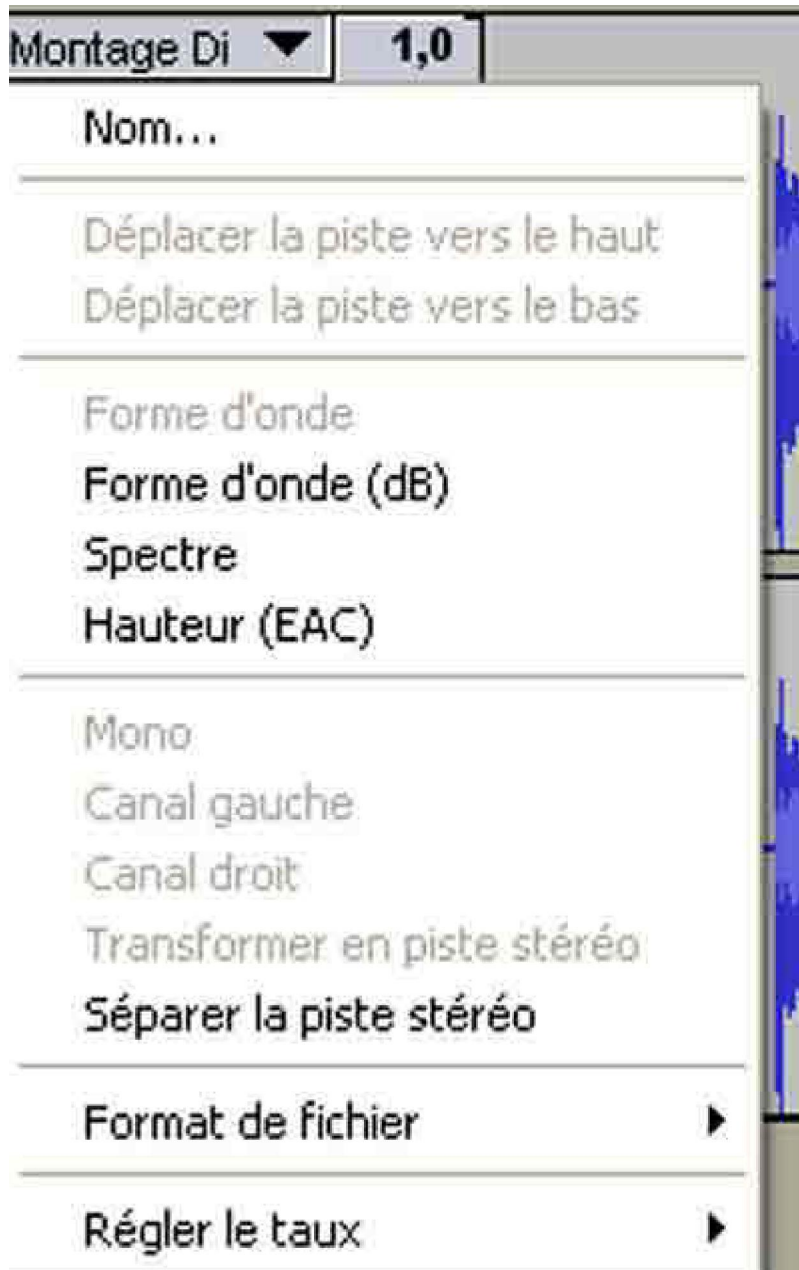 Montage Di 1,0
Nom...
Déplacer la piste vers le haut
Déplacer la piste vers le bas
Forme d'onde
Forme d'onde (dB)
Spectre
Hauteur (EAC)
Mono
Canal gauche
Canal droit
Transformer en piste stéréo
Séparer la piste stéréo
Format de fichier
Régler le taux